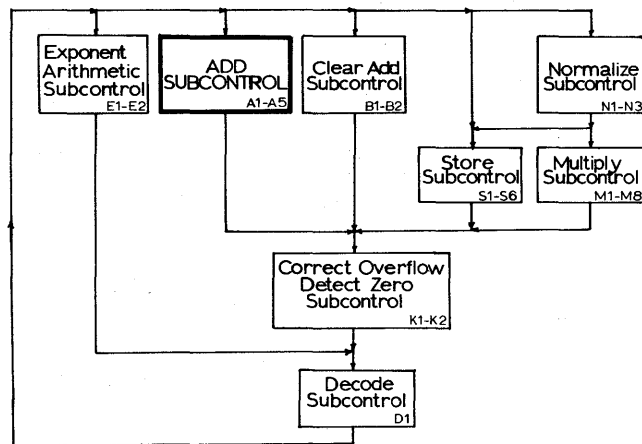 Exponent
Arithmetic
Subcontrol
E1-E2
ADD
SUBCONTROL
A1-A5
Clear Add
Subcontrol
B1-B2
Normalize
Subcontrol
N1-N3
Store
Subcontrol
S1-S6
Multiply
Subcontrol
M1-M8
Correct Overflow
Detect Zero
Subcontrol
K1-K2
Decode
Subcontrol
D1